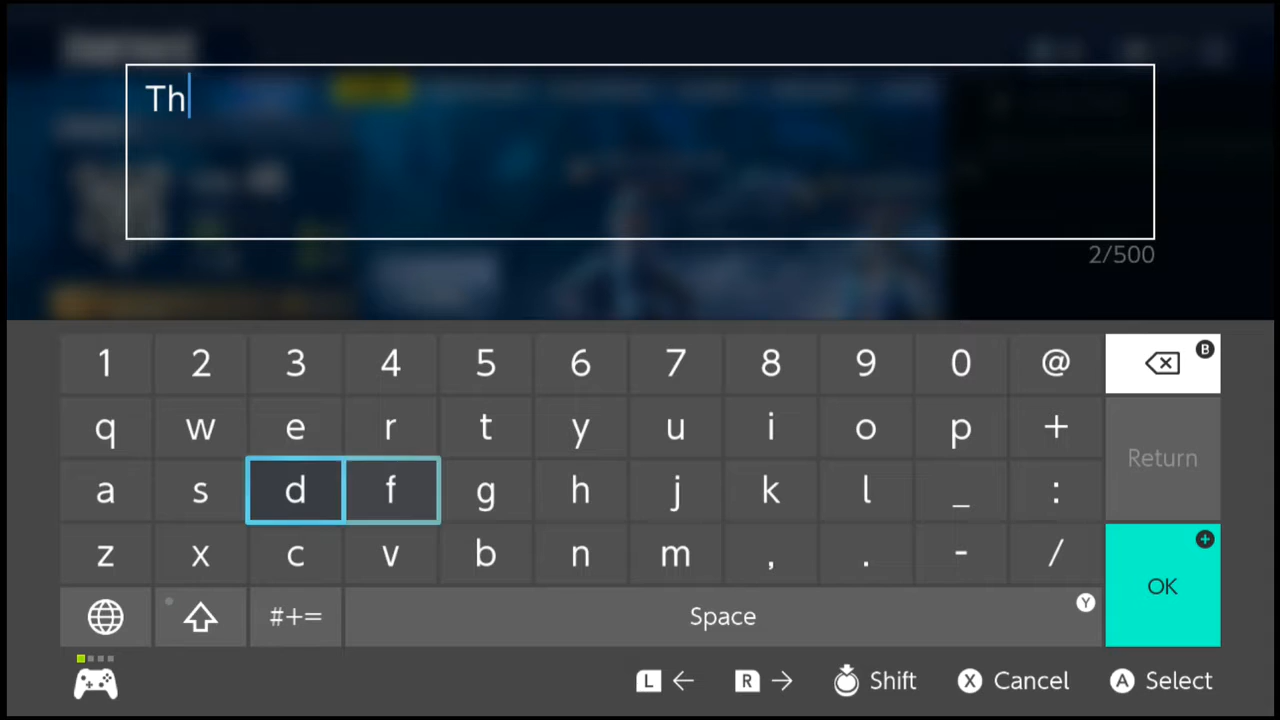 Th
2/500
1 2 3 4 5 6 7 8 9 0 @ B
q w e r t y u i o p + Return
a s d f g h j k l _ :
z x c v b n m , . - / + OK
#+= Space Y
L ← R → Shift X Cancel A Select